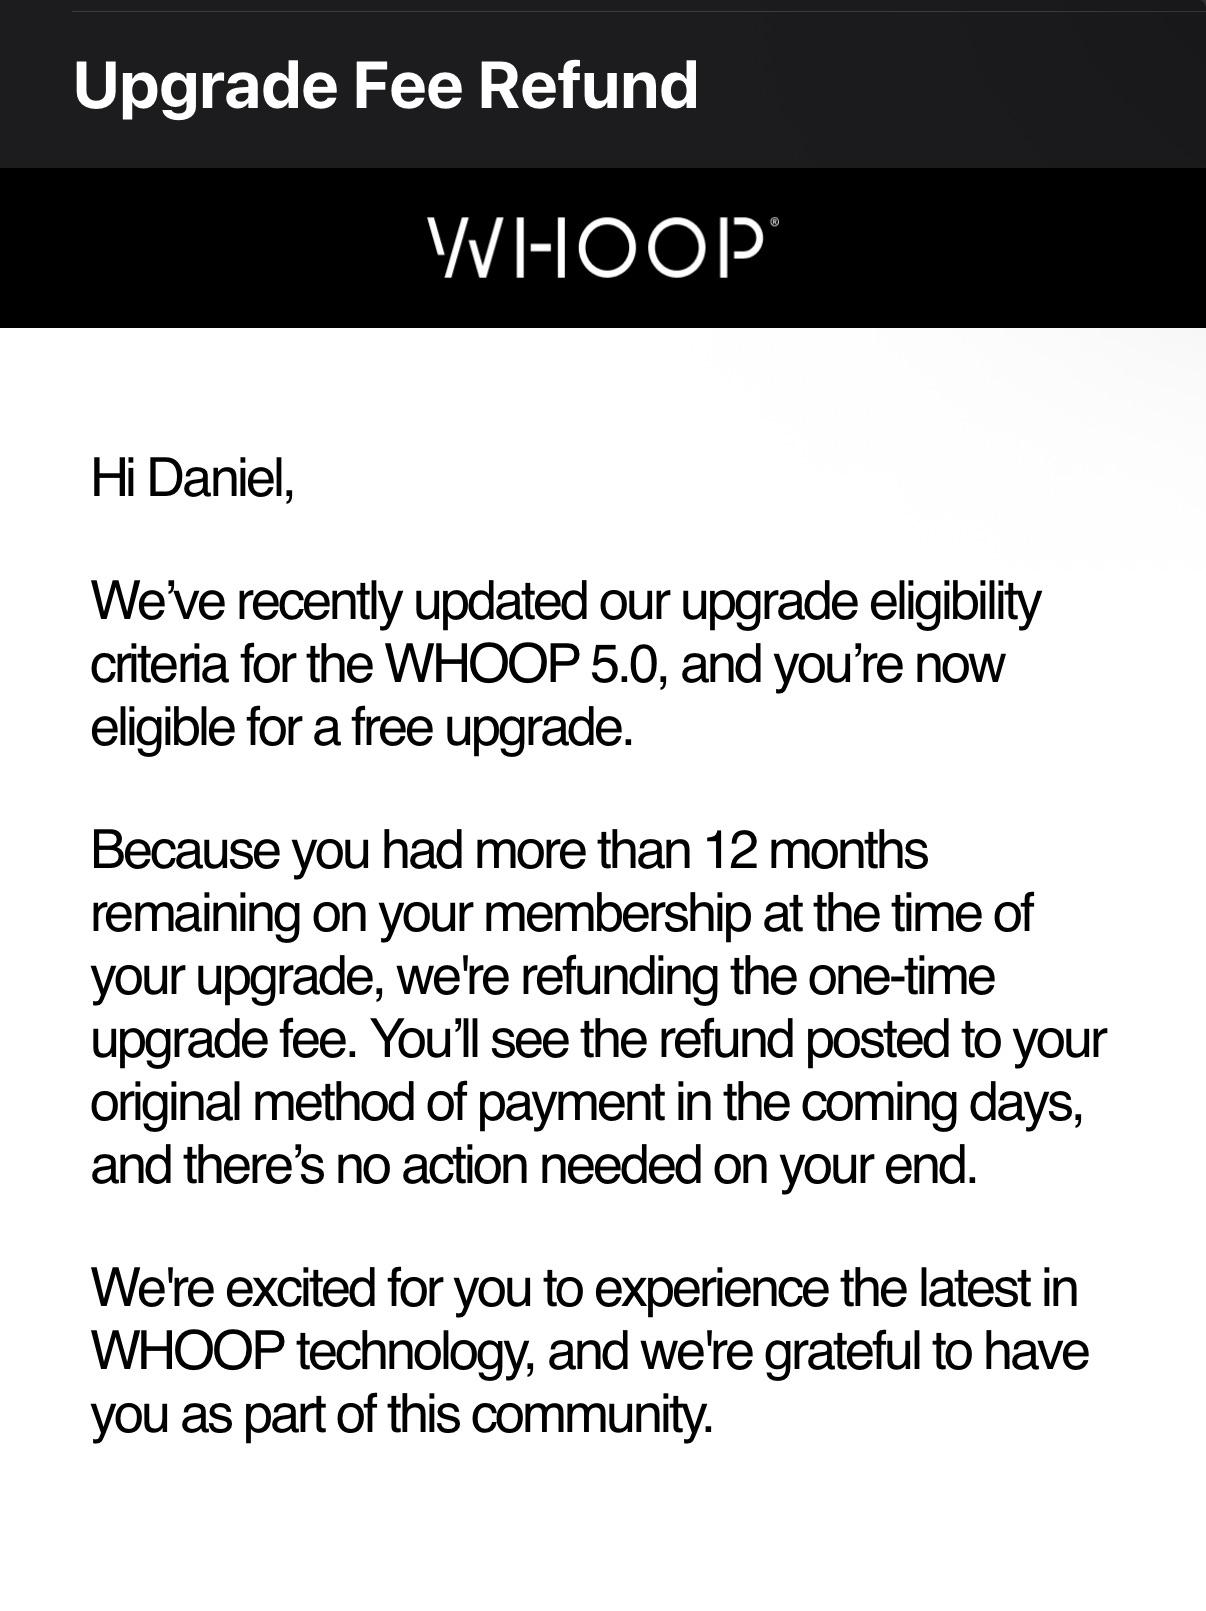 Upgrade Fee Refund
WHOOP®
Hi Daniel,
We’ve recently updated our upgrade eligibility
criteria for the WHOOP 5.0, and you’re now
eligible for a free upgrade.
Because you had more than 12 months
remaining on your membership at the time of
your upgrade, we're refunding the one-time
upgrade fee. You’ll see the refund posted to your
original method of payment in the coming days,
and there’s no action needed on your end.
We're excited for you to experience the latest in
WHOOP technology, and we're grateful to have
you as part of this community.